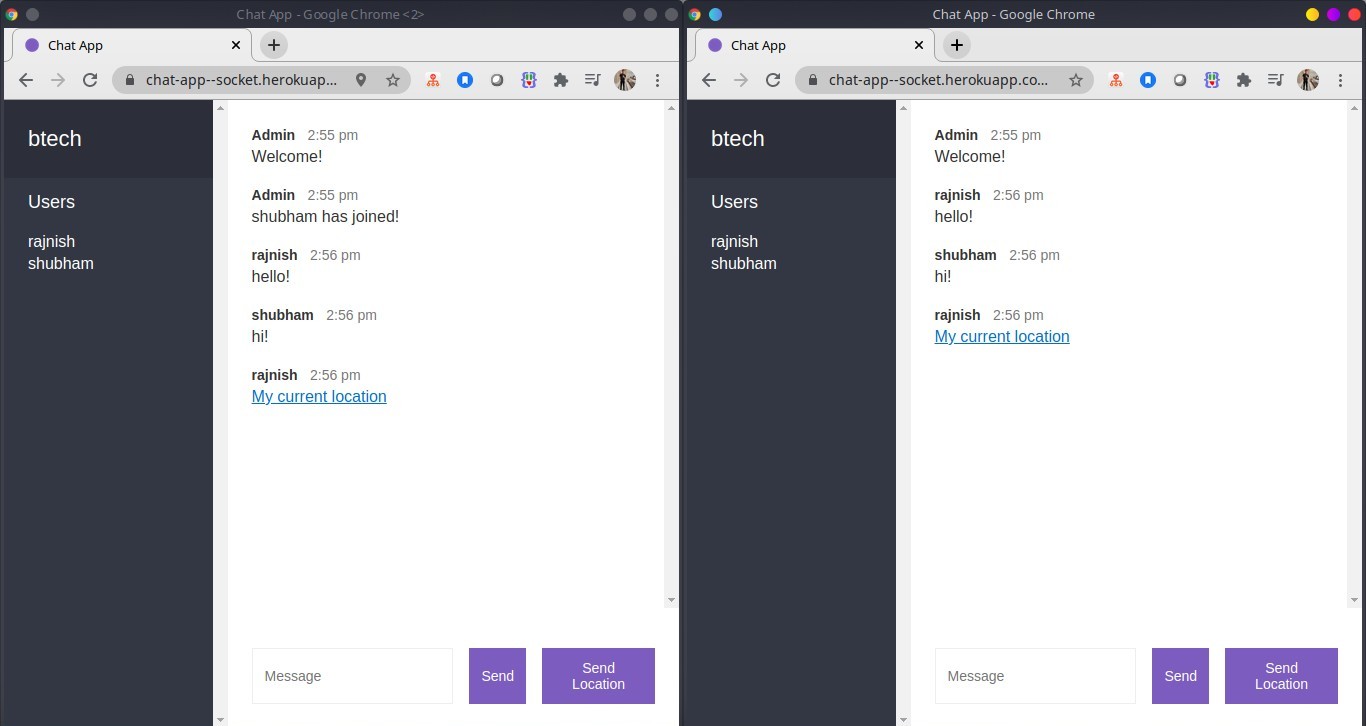 Chat App - Google Chrome <2>
Chat App
chat-app--socket.herokuap...
btech
Users
rajnish
shubham
Admin 2:55 pm
Welcome!
Admin 2:55 pm
shubham has joined!
rajnish 2:56 pm
hello!
shubham 2:56 pm
hi!
rajnish 2:56 pm
My current location
Message
Send
Send
Location
Chat App - Google Chrome
Chat App
chat-app--socket.herokuapp.co...
btech
Users
rajnish
shubham
Admin 2:55 pm
Welcome!
rajnish 2:56 pm
hello!
shubham 2:56 pm
hi!
rajnish 2:56 pm
My current location
Message
Send
Send
Location